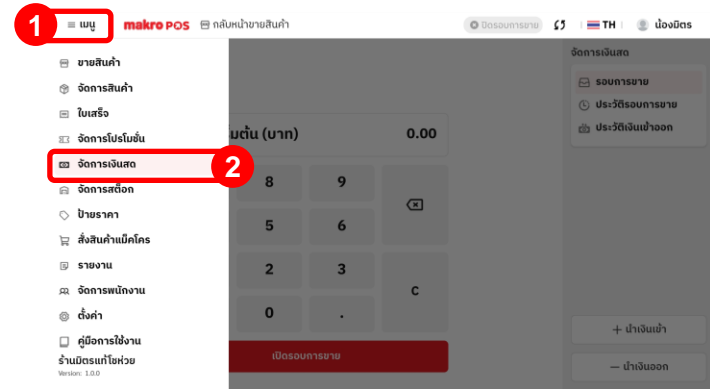 1
เมนู
makro POS
กลับหน้าขายสินค้า
ปิดรอบการขาย
TH
น้องมิตร
ขายสินค้า
จัดการสินค้า
ใบเสร็จ
จัดการโปรโมชั่น
จัดการเงินสด
2
จัดการสต็อก
ป้ายราคา
สั่งสินค้าแม็คโคร
รายงาน
จัดการพนักงาน
ตั้งค่า
คู่มือการใช้งาน
ร้านมิตรแท้โชห่วย
Version: 1.0.0
(บาท)
0.00
8 9
5 6
2 3
C
0 .
เปิดรอบการขาย
จัดการเงินสด
รอบการขาย
ประวัติรอบการขาย
ประวัติเงินเข้าออก
+ นำเงินเข้า
— นำเงินออก